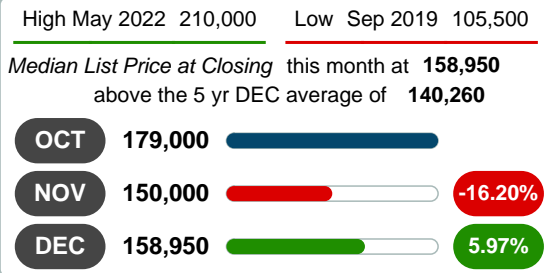 High May 2022 210,000 Low Sep 2019 105,500
Median List Price at Closing this month at 158,950
above the 5 yr DEC average of 140,260
OCT 179,000
NOV 150,000 -16.20%
DEC 158,950 5.97%